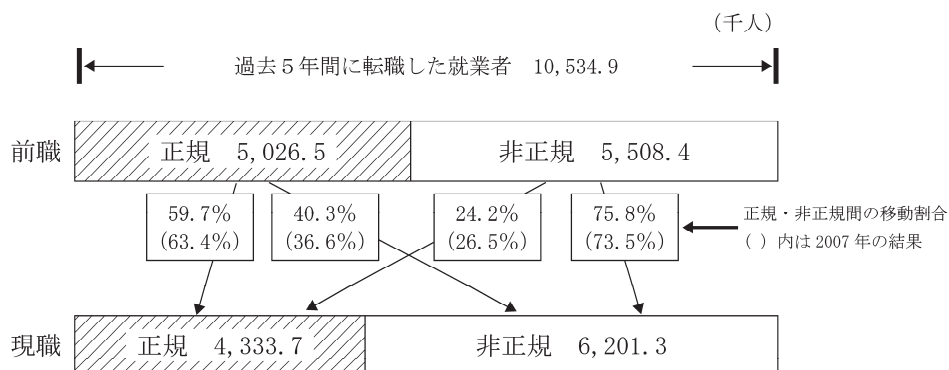 (千人)
過去５年間に転職した就業者 10,534.9
前職 正規 5,026.5 非正規 5,508.4
59.7% 40.3% 24.2% 75.8%
(63.4%) (36.6%) (26.5%) (73.5%)
正規・非正規間の移動割合
( ) 内は 2007 年の結果
現職 正規 4,333.7 非正規 6,201.3